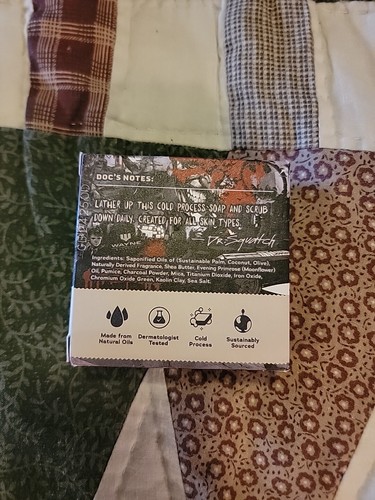 DOC'S NOTES:
LATHER UP THIS COLD PROCESS SOAP AND SCRUB
DOWN DAILY. CREATED FOR ALL SKIN TYPES.
WAYNE
Dr. Squatch
Ingredients: Saponified Oils of (Sustainable Palm, Coconut, Olive),
Naturally Derived Fragrance, Shea Butter, Evening Primrose (Moonflower)
Oil, Pumice, Charcoal Powder, Mica, Titanium Dioxide, Iron Oxide,
Chromium Oxide Green, Kaolin Clay, Sea Salt.
Made from
Natural Oils
Dermatologist
Tested
Cold
Process
Sustainably
Sourced